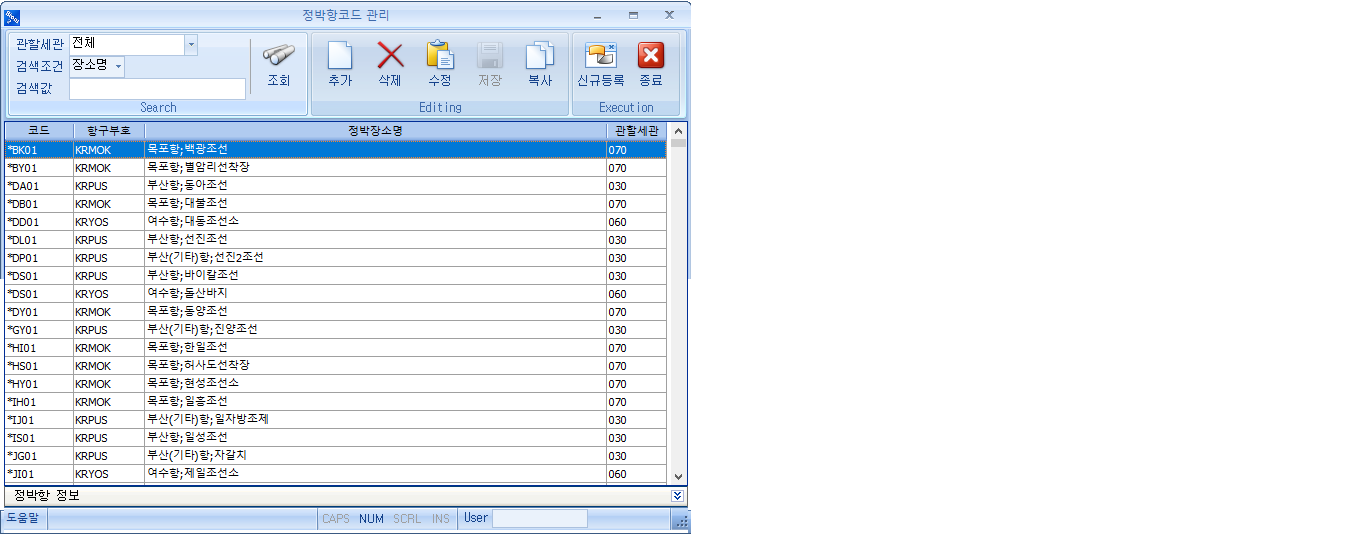 정박항코드 관리
관할세관 전체
검색조건 장소명
검색값
조회
추가 삭제 수정 저장 복사 신규등록 종료
Search Editing Execution
코드 항구부호 정박장소명 관할세관
*BK01 KRMOK 목포항;백광조선 070
*BY01 KRMOK 목포항;별암리선착장 070
*DA01 KRPUS 부산항;동아조선 030
*DB01 KRMOK 목포항;대불조선 070
*DD01 KRYOS 여수항;대동조선소 060
*DL01 KRPUS 부산항;선진조선 030
*DP01 KRPUS 부산(기타)항;선진2조선 030
*DS01 KRPUS 부산항;바이칼조선 030
*DS01 KRYOS 여수항;돌산바지 060
*DY01 KRMOK 목포항;동양조선 070
*GY01 KRPUS 부산(기타)항;진양조선 030
*HI01 KRMOK 목포항;한일조선 070
*HS01 KRMOK 목포항;허사도선착장 070
*HY01 KRMOK 목포항;현성조선소 070
*IH01 KRMOK 목포항;일흥조선 070
*IJ01 KRPUS 부산(기타)항;일자방조제 030
*IS01 KRPUS 부산항;일성조선 030
*JG01 KRPUS 부산(기타)항;자갈치 030
*JI01 KRYOS 여수항;제일조선소 060
정박항 정보
도움말 CAPS NUM SCRL INS User